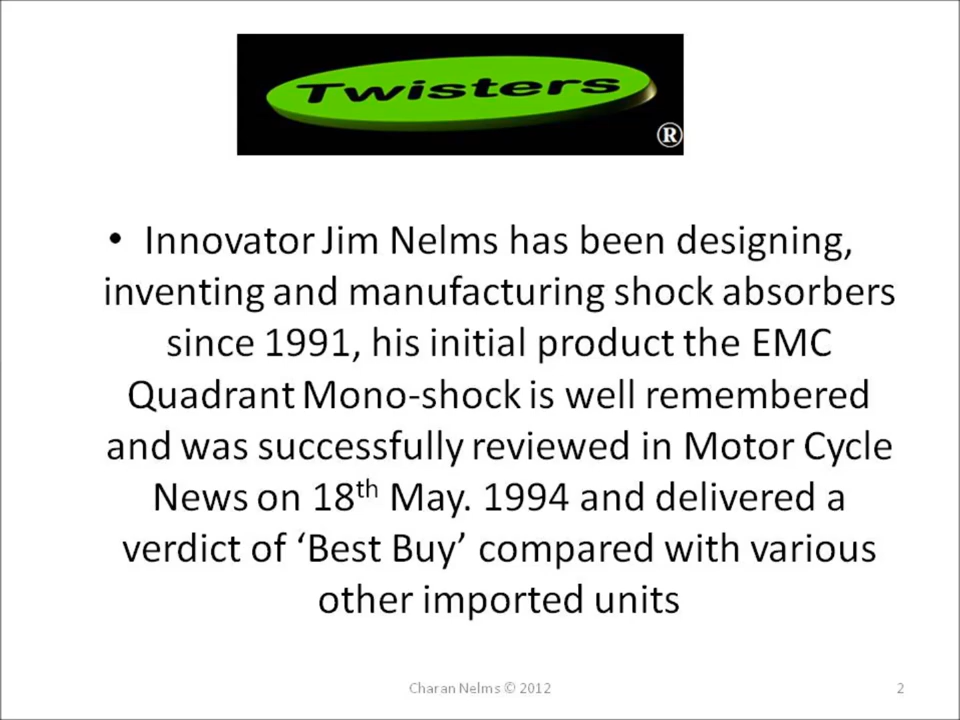 Twisters
®
• Innovator Jim Nelms has been designing,
inventing and manufacturing shock absorbers
since 1991, his initial product the EMC
Quadrant Mono-shock is well remembered
and was successfully reviewed in Motor Cycle
News on 18th May. 1994 and delivered a
verdict of ‘Best Buy’ compared with various
other imported units
Charan Nelms © 2012
2